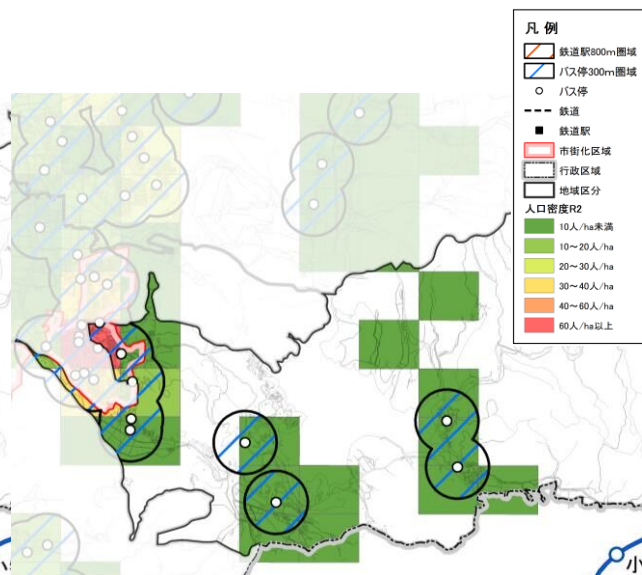 凡 例
鉄道駅800m圏域
バス停300m圏域
バス停
鉄道
鉄道駅
市街化区域
行政区域
地域区分
人口密度R2
10人/ha未満
10～20人/ha
20～30人/ha
30～40人/ha
40～60人/ha
60人/ha以上
小
小